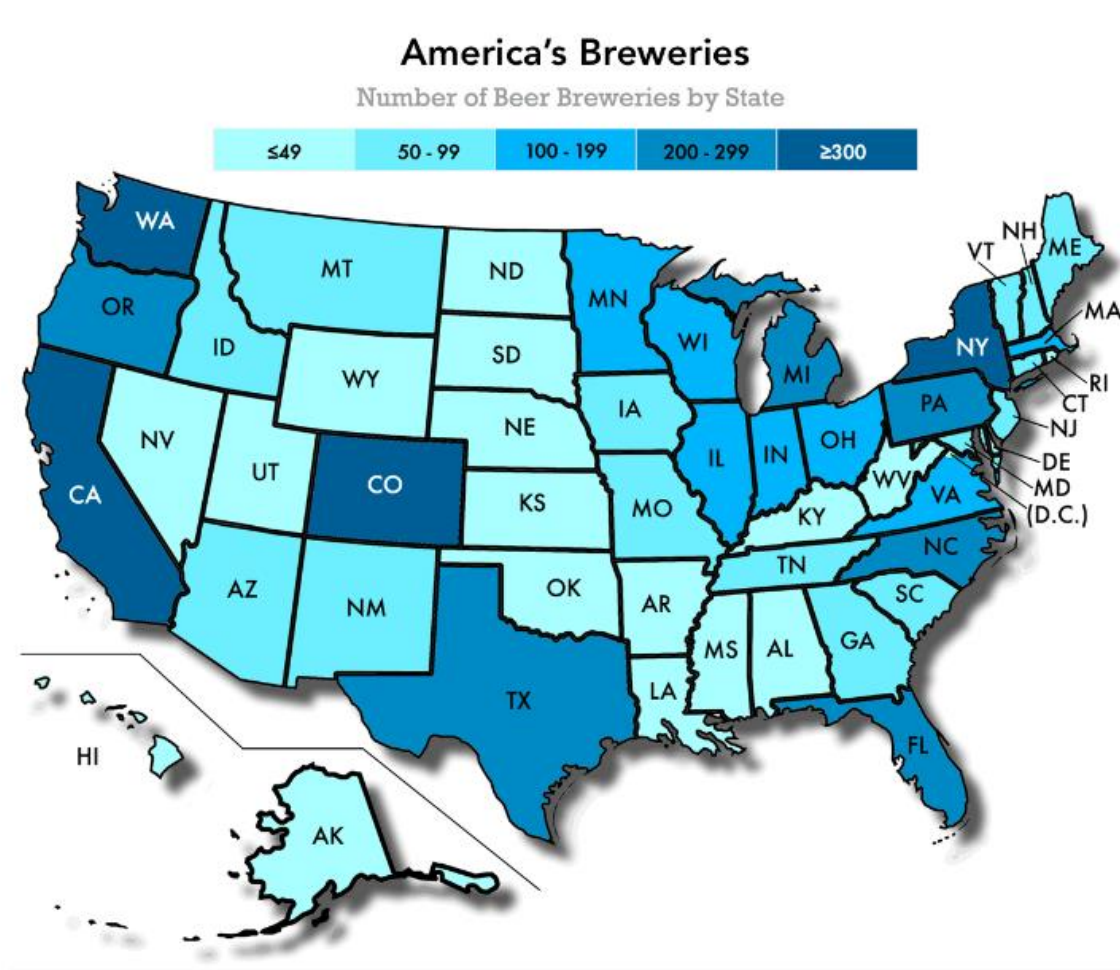 America's Breweries
Number of Beer Breweries by State
≤49 50 - 99 100 - 199 200 - 299 ≥300
WA
MT
ND
MN
VT
NH
ME
OR
ID
SD
WI
MI
NY
MA
RI
CT
WY
IA
PA
NJ
NV
UT
CO
NE
IL
IN
OH
DE
MD
(D.C.)
CA
KS
MO
WV
VA
KY
AZ
NM
OK
AR
TN
NC
SC
MS
AL
GA
TX
LA
FL
HI
AK